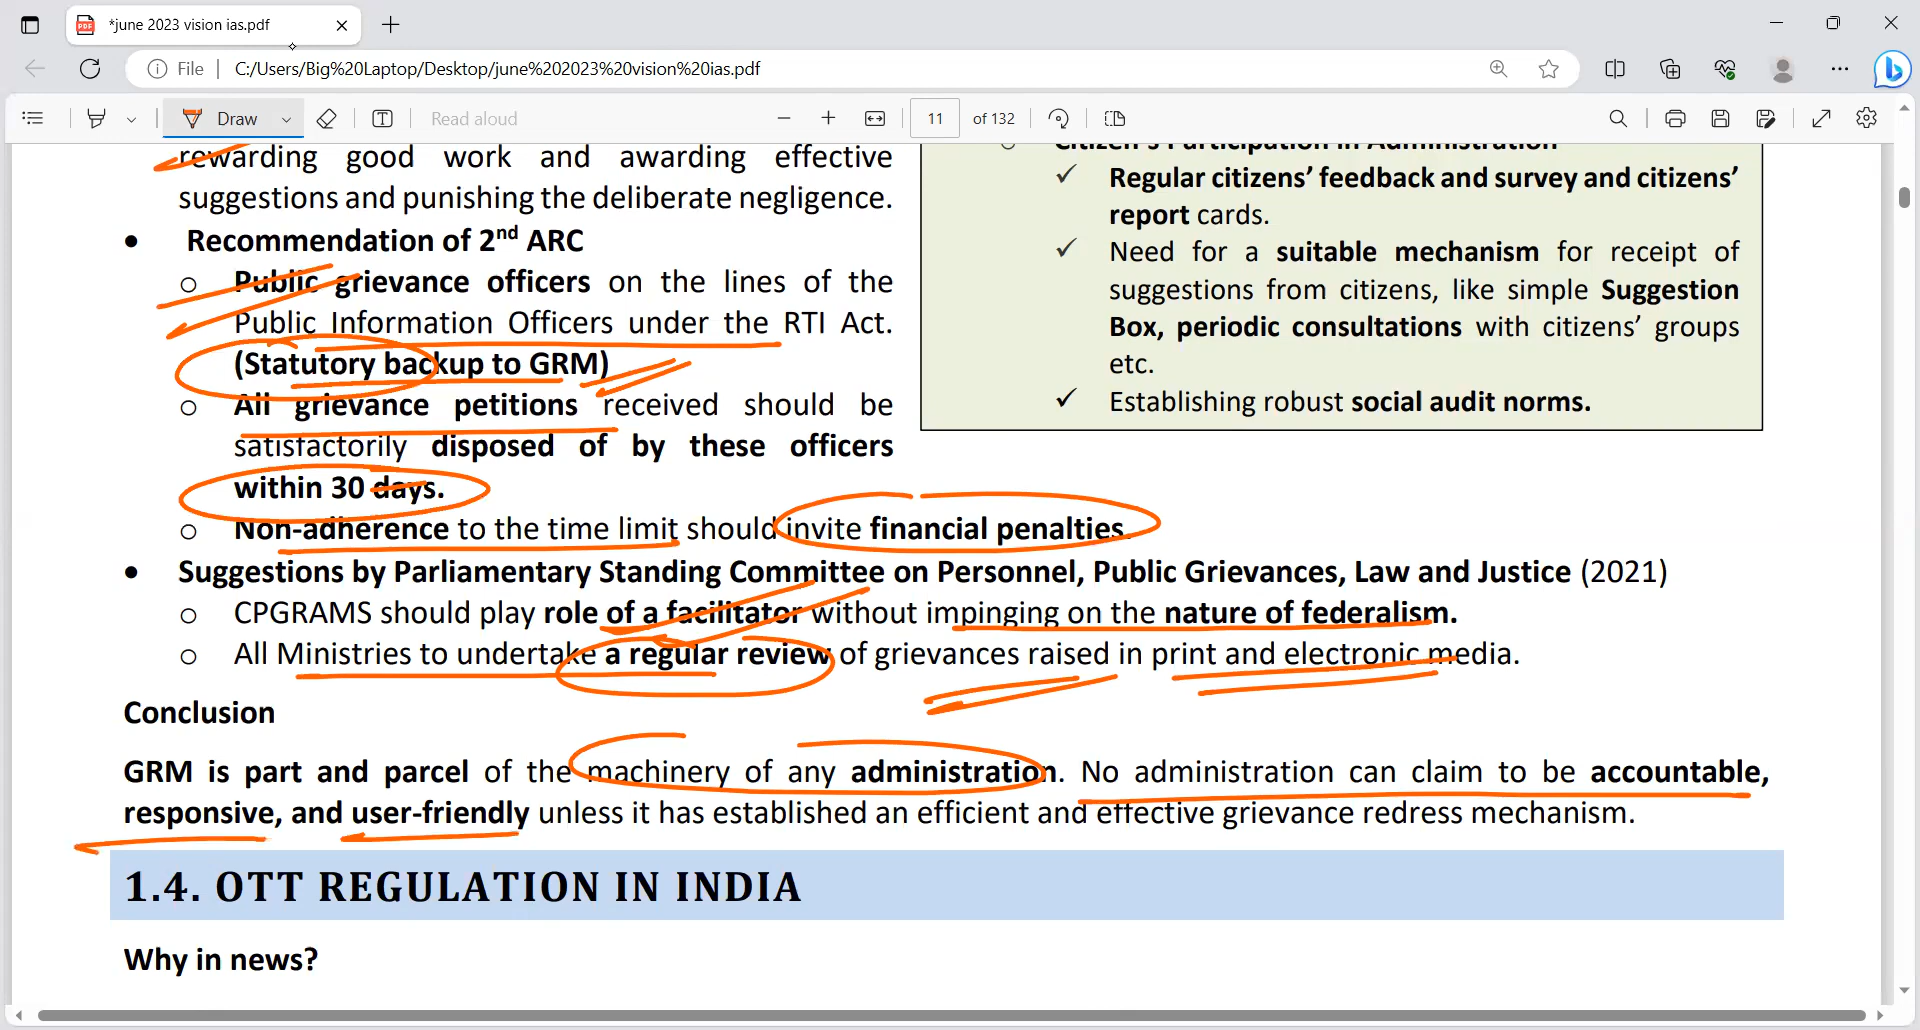 *june 2023 vision ias.pdf
File
C:/Users/Big%20Laptop/Desktop/june%202023%20vision%20ias.pdf
Draw
Read aloud
11 of 132
rewarding good work and awarding effective
suggestions and punishing the deliberate negligence.
• Recommendation of 2nd ARC
o Public grievance officers on the lines of the
Public Information Officers under the RTI Act.
(Statutory backup to GRM)
o All grievance petitions received should be
satisfactorily disposed of by these officers
within 30 days.
o Non-adherence to the time limit should invite financial penalties.
Citizen's Participation in Administration
✓ Regular citizens’ feedback and survey and citizens’
report cards.
✓ Need for a suitable mechanism for receipt of
suggestions from citizens, like simple Suggestion
Box, periodic consultations with citizens’ groups
etc.
✓ Establishing robust social audit norms.
• Suggestions by Parliamentary Standing Committee on Personnel, Public Grievances, Law and Justice (2021)
o CPGRAMS should play role of a facilitator without impinging on the nature of federalism.
o All Ministries to undertake a regular review of grievances raised in print and electronic media.
Conclusion
GRM is part and parcel of the machinery of any administration. No administration can claim to be accountable,
responsive, and user-friendly unless it has established an efficient and effective grievance redress mechanism.
1.4. OTT REGULATION IN INDIA
Why in news?